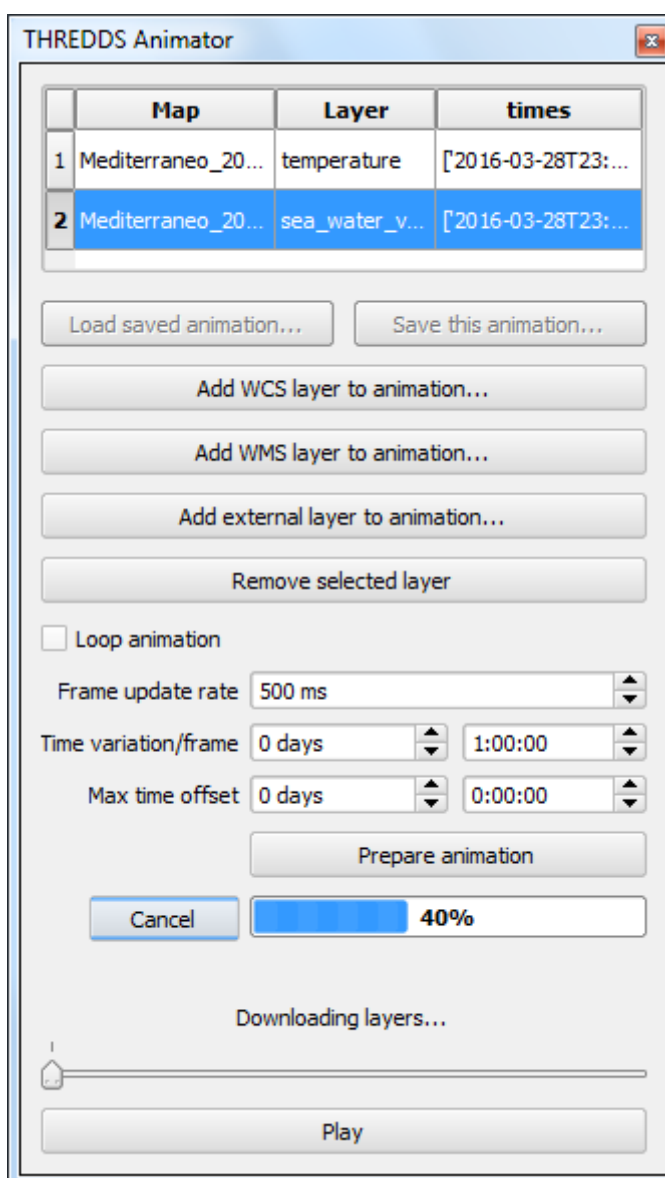 THREDDS Animator
Map Layer times
1 Mediterraneo_20... temperature ['2016-03-28T23:...
2 Mediterraneo_20... sea_water_v... ['2016-03-28T23:...
Load saved animation... Save this animation...
Add WCS layer to animation...
Add WMS layer to animation...
Add external layer to animation...
Remove selected layer
Loop animation
Frame update rate 500 ms
Time variation/frame 0 days 1:00:00
Max time offset 0 days 0:00:00
Prepare animation
Cancel 40%
Downloading layers...
Play